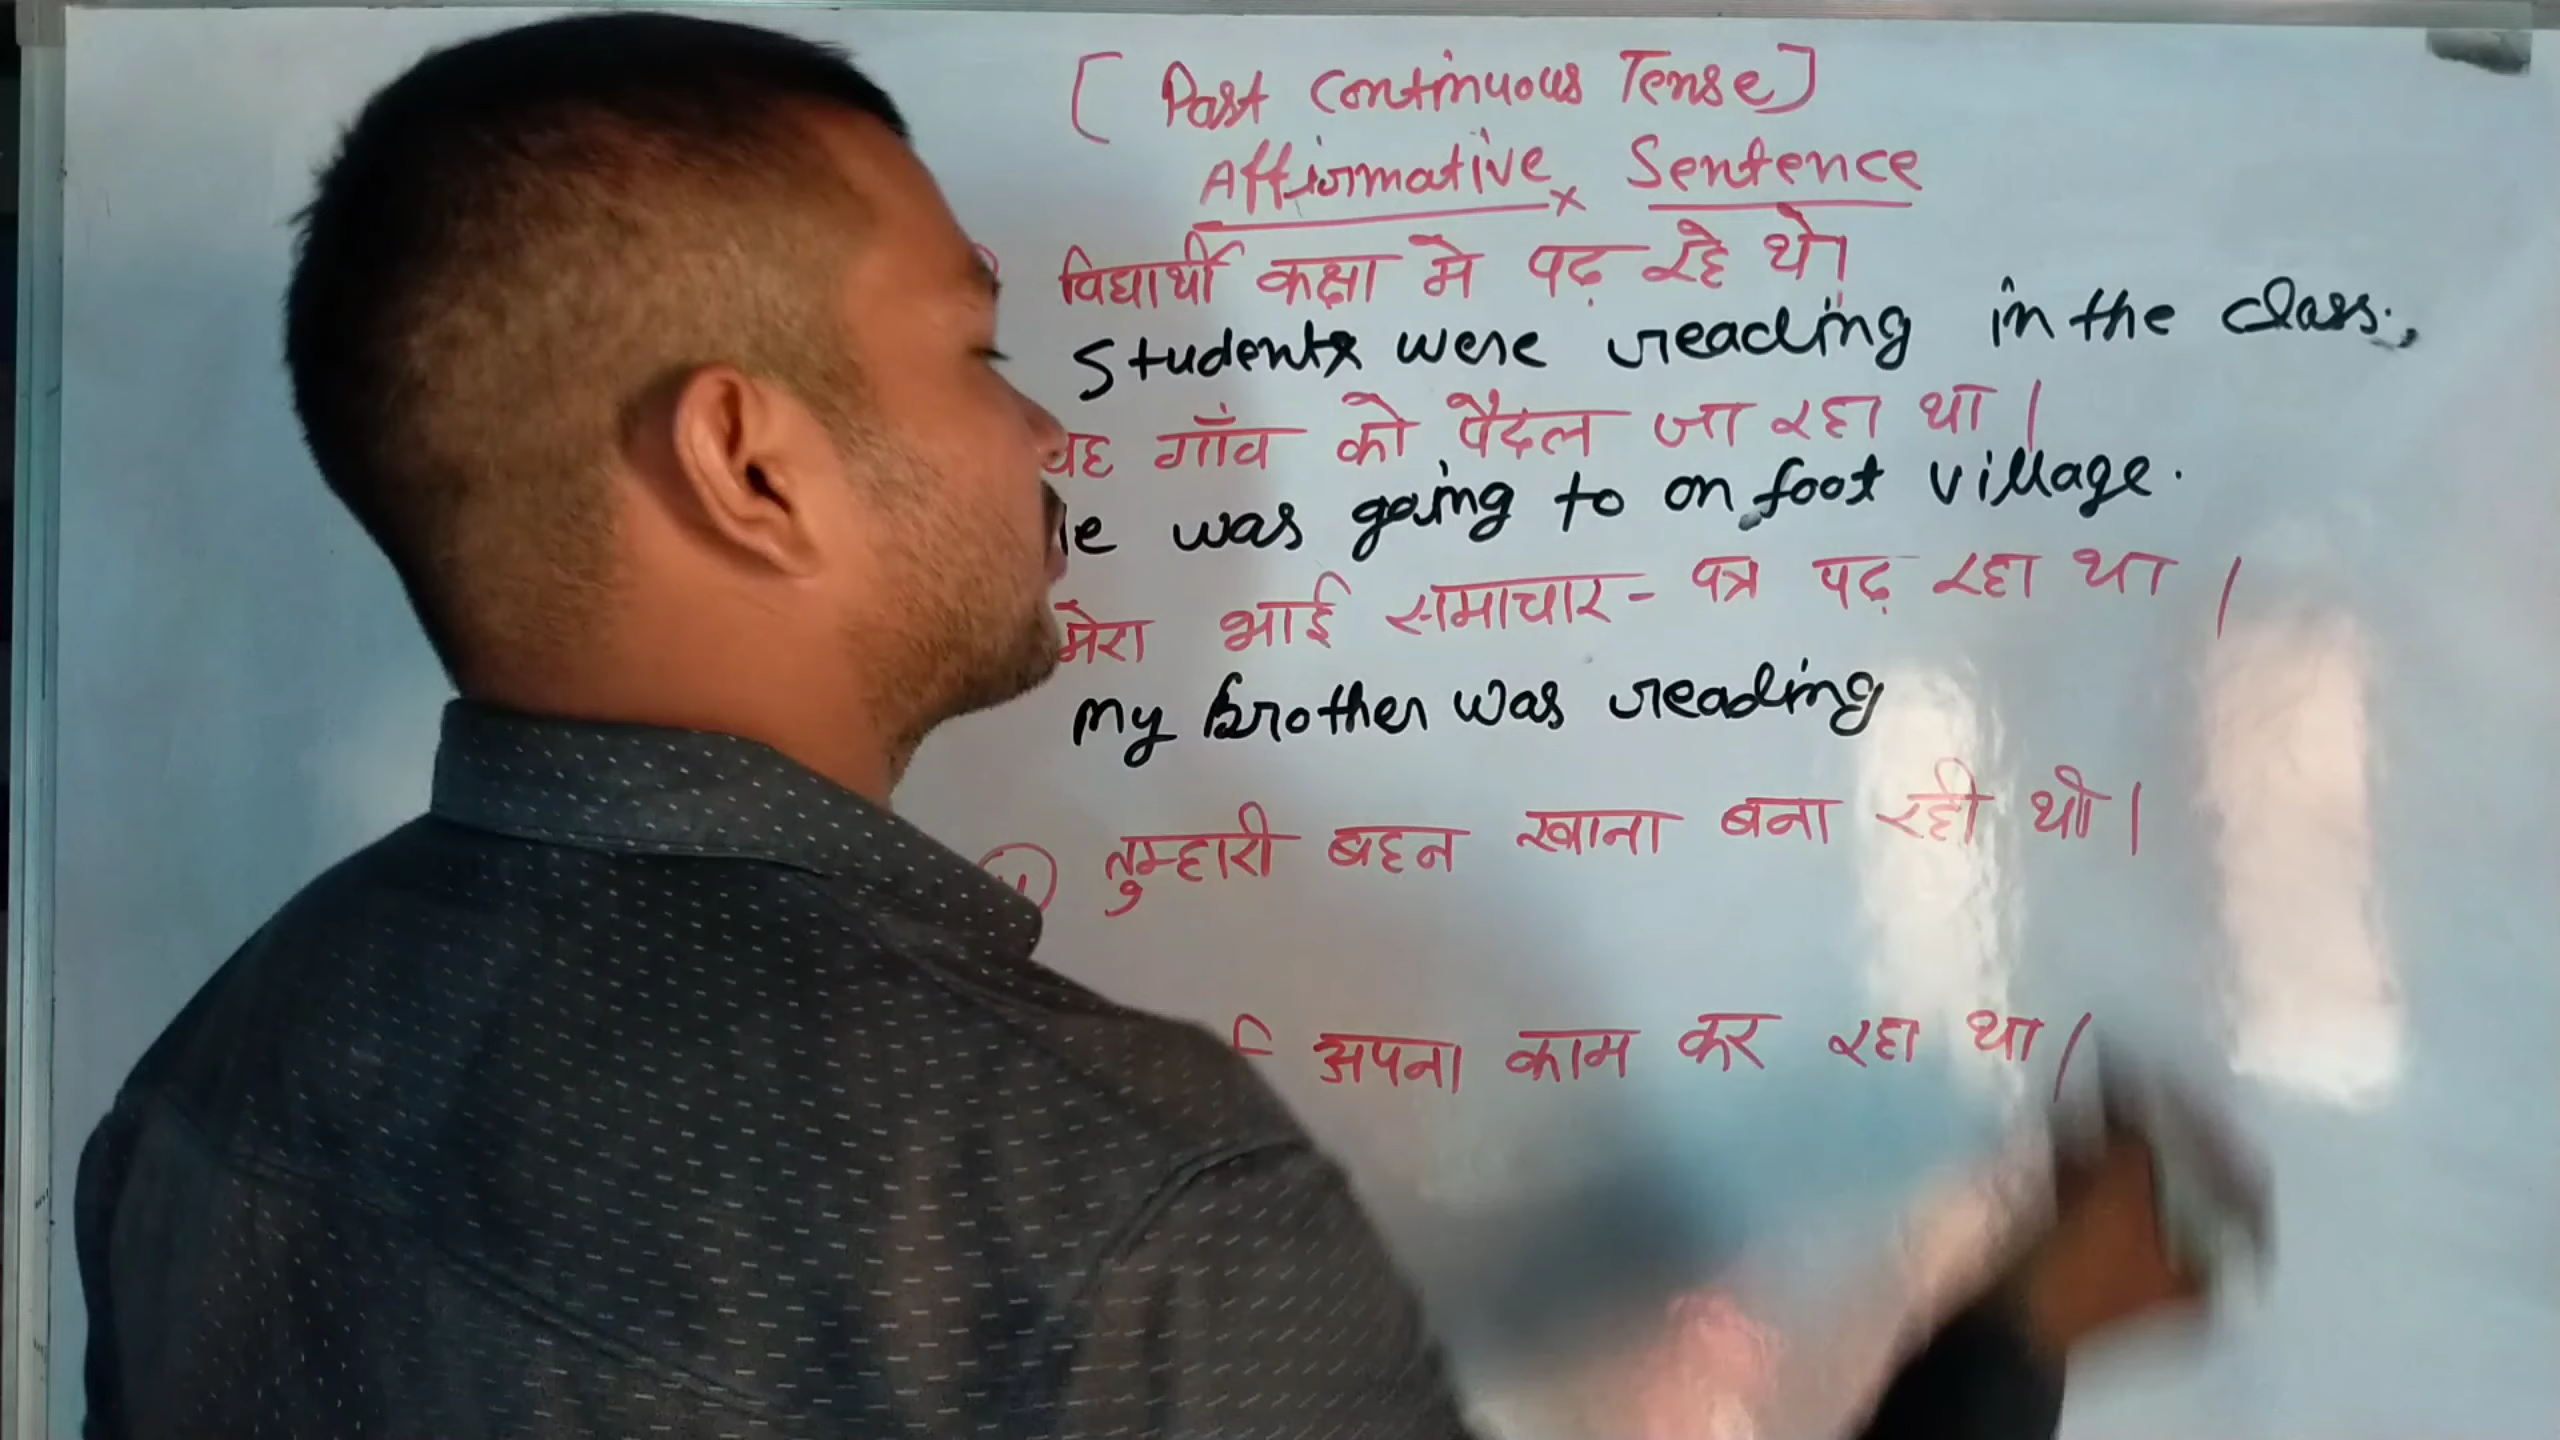 [ Past Continuous Tense ]
Affirmative x Sentence
विद्यार्थी कक्षा मे पढ़ रहे थे।
Students were reading in the class.
वह गाँव को पैदल जा रहा था।
was going to on foot village.
मेरा भाई समाचार-पत्र पढ़ रहा था।
my Brother was reading
तुम्हारी बहन खाना बना रही थी।
अपना काम कर रहा था।